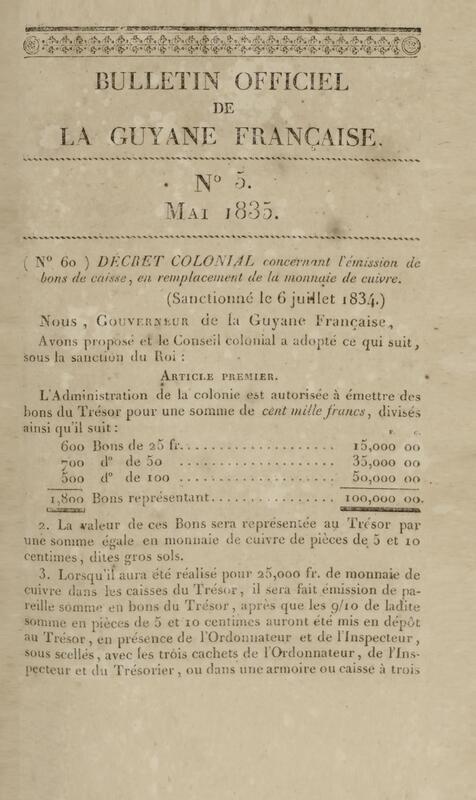 BULLETIN OFFICIEL
DE
LA GUYANE FRANÇAISE.
N° 5.
MAI 1835.
( N° 60 ) DÉCRET COLONIAL concernant l'émission de
bons de caisse, en remplacement de la monnaie de cuivre.
(Sanctionné le 6 juillet 1834.)
Nous, GOUVERNEUR de la Guyane Française,
Avons proposé et le Conseil colonial a adopté ce qui suit,
sous la sanction du Roi :
ARTICLE PREMIER.
L'Administration de la colonie est autorisée à émettre des
bons du Trésor pour une somme de cent mille francs, divisés
ainsi qu'il suit :
F. C.
600 Bons de 25 fr. .................... 15,000 00
700 d° de 50 .................... 35,000 00
500 d° de 100 .................... 50,000 00
1,800 Bons représentant.................. 100,000 00.
2. La valeur de ces Bons sera représentée au Trésor par
une somme égale en monnaie de cuivre de pièces de 5 et 10
centimes, dites gros sols.
3. Lorsqu'il aura été réalisé pour 25,000 fr. de monnaie de
cuivre dans les caisses du Trésor, il sera fait émission de pa-
reille somme en bons du Trésor, après que les 9/10 de ladite
somme en pièces de 5 et 10 centimes auront été mis en dépôt
au Trésor, en présence de l'Ordonnateur et de l'Inspecteur,
sous scellés, avec les trois cachets de l'Ordonnateur, de l'Ins-
pecteur et du Trésorier, ou dans une armoire ou caisse à trois